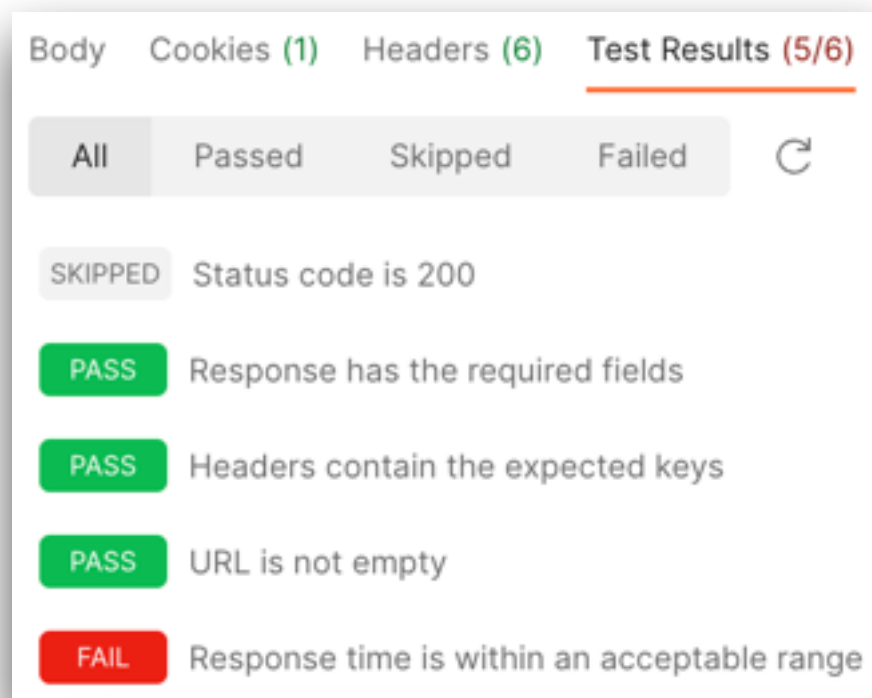 Body Cookies (1) Headers (6) Test Results (5/6)
All Passed Skipped Failed
SKIPPED Status code is 200
PASS Response has the required fields
PASS Headers contain the expected keys
PASS URL is not empty
FAIL Response time is within an acceptable range